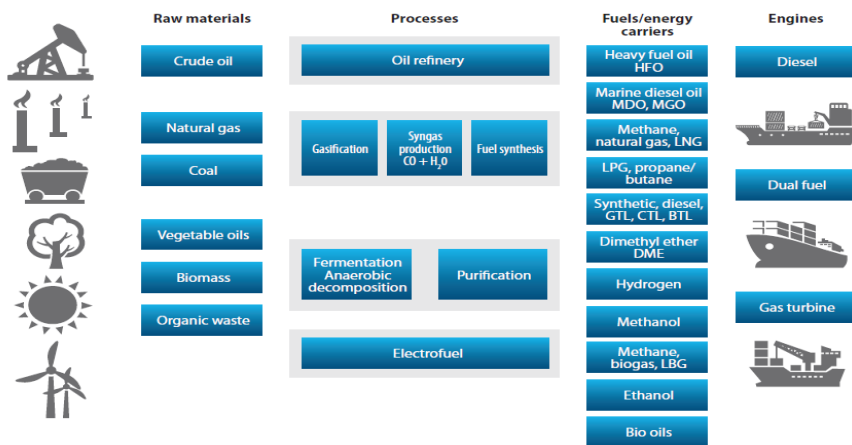 Raw materials
Processes
Fuels/energy
carriers
Engines
Crude oil
Oil refinery
Heavy fuel oil
HFO
Diesel
Marine diesel oil
MDO, MGO
Natural gas
Gasification
Syngas
production
CO + H₂O
Fuel synthesis
Methane,
natural gas, LNG
Coal
LPG, propane/
butane
Dual fuel
Synthetic, diesel,
GTL, CTL, BTL
Vegetable oils
Dimethyl ether
DME
Biomass
Fermentation
Anaerobic
decomposition
Purification
Hydrogen
Organic waste
Methanol
Gas turbine
Electrofuel
Methane,
biogas, LBG
Ethanol
Bio oils